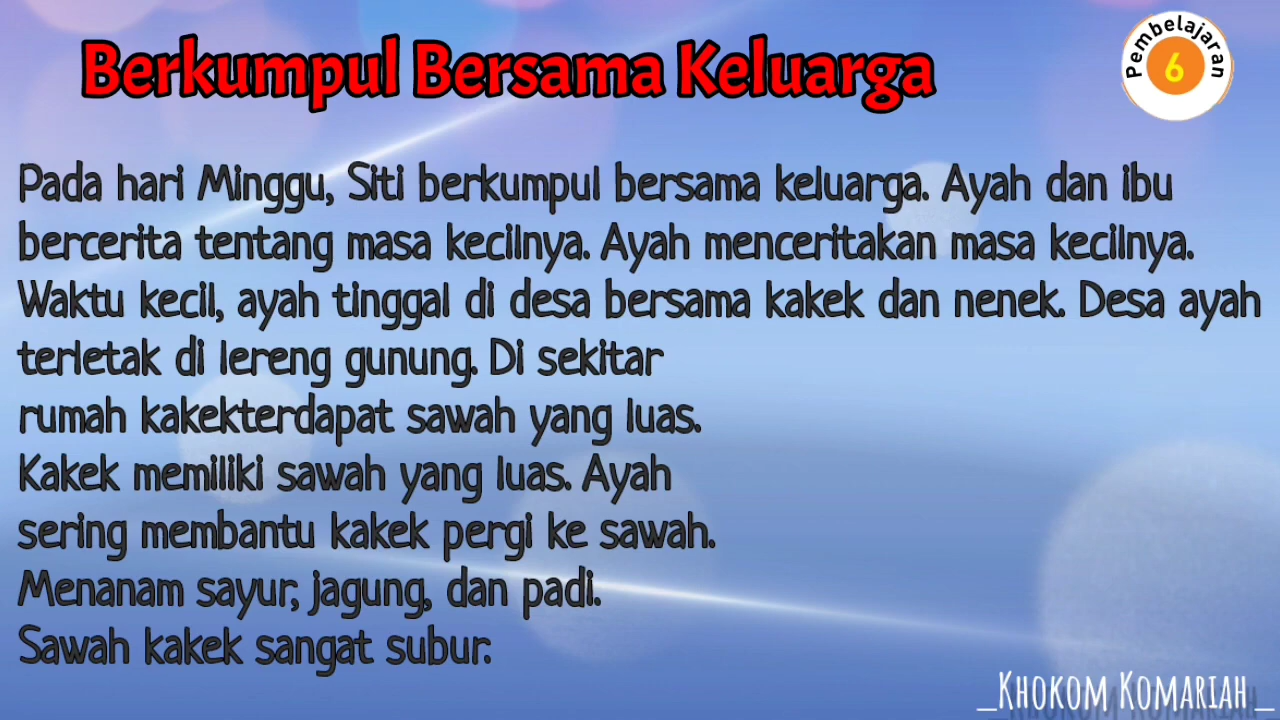 Berkumpul Bersama Keluarga
Pembelajaran
6
Pada hari Minggu, Siti berkumpul bersama keluarga. Ayah dan ibu
bercerita tentang masa kecilnya. Ayah menceritakan masa kecilnya.
Waktu kecil, ayah tinggal di desa bersama kakek dan nenek. Desa ayah
terletak di lereng gunung. Di sekitar
rumah kakekterdapat sawah yang luas.
Kakek memiliki sawah yang luas. Ayah
sering membantu kakek pergi ke sawah.
Menanam sayur, jagung, dan padi.
Sawah kakek sangat subur.
_Khokom Komariah_